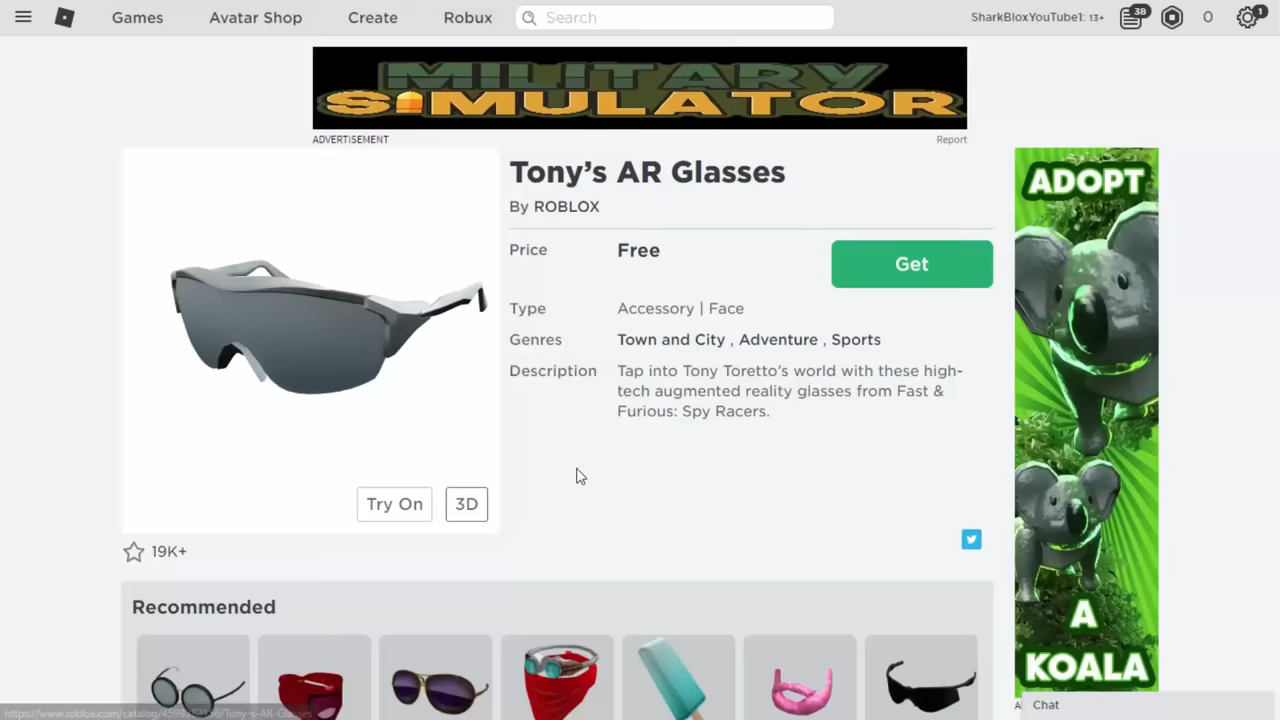 Games
Avatar Shop
Create
Robux
Search
SharkBloxYouTube1: 13+
38
0
1
MILITARY
SIMULATOR
ADVERTISEMENT
Report
Tony's AR Glasses
By ROBLOX
Price
Free
Get
Type
Accessory | Face
Genres
Town and City , Adventure , Sports
Description
Tap into Tony Toretto's world with these high-
tech augmented reality glasses from Fast &
Furious: Spy Racers.
Try On
3D
19K+
ADOPT
A
KOALA
Recommended
Chat